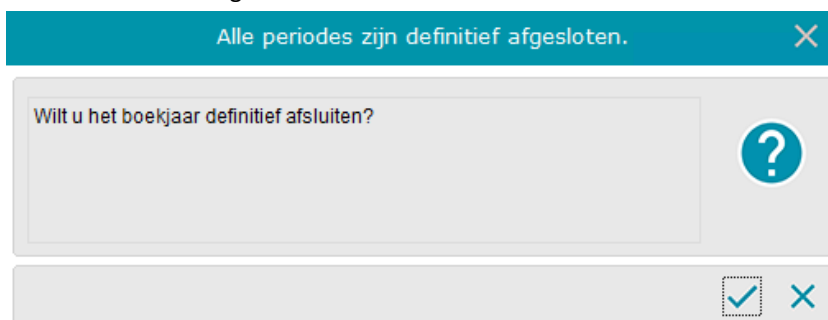 Alle periodes zijn definitief afgesloten.
Wilt u het boekjaar definitief afsluiten?
?